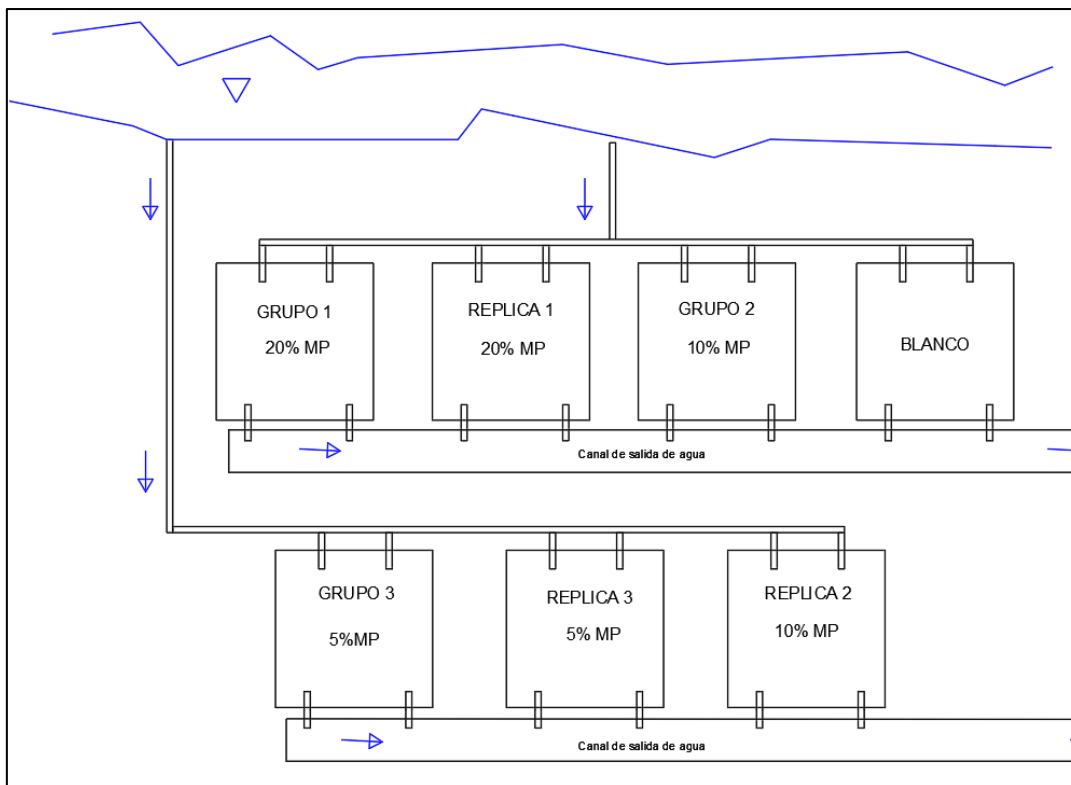 GRUPO 1
20% MP
REPLICA 1
20% MP
GRUPO 2
10% MP
BLANCO
Canal de salida de agua
GRUPO 3
5%MP
REPLICA 3
5% MP
REPLICA 2
10% MP
Canal de salida de agua